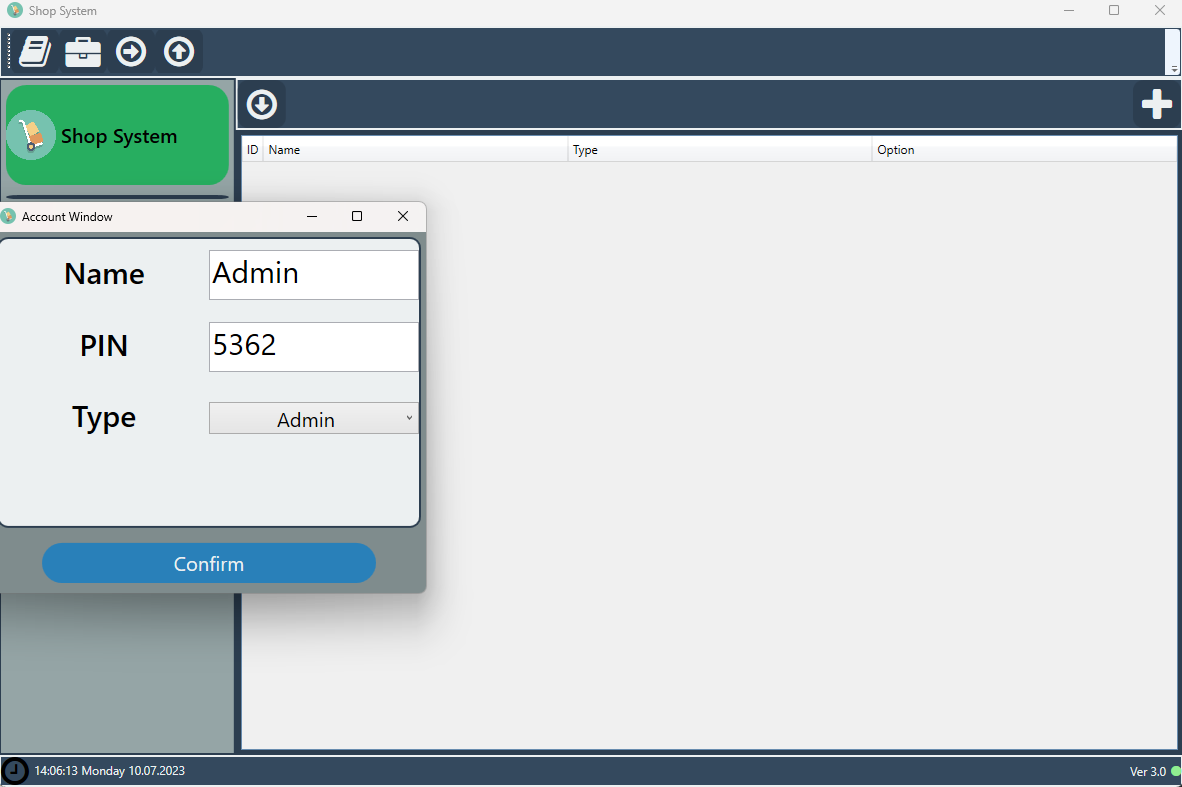 Shop System
Shop System
ID Name Type Option
Account Window
Name Admin
PIN 5362
Type Admin
Confirm
14:06:13 Monday 10.07.2023 Ver 3.0